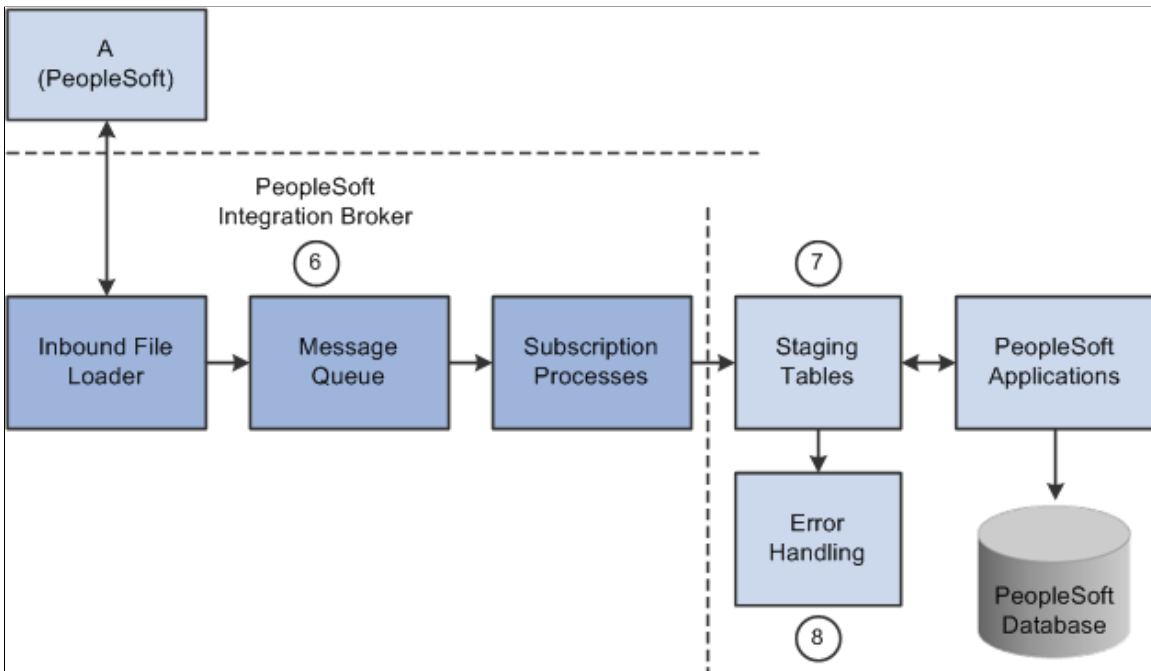 A
(PeopleSoft)
PeopleSoft
Integration Broker
6
7
Inbound File
Loader
Message
Queue
Subscription
Processes
Staging
Tables
PeopleSoft
Applications
Error
Handling
8
PeopleSoft
Database